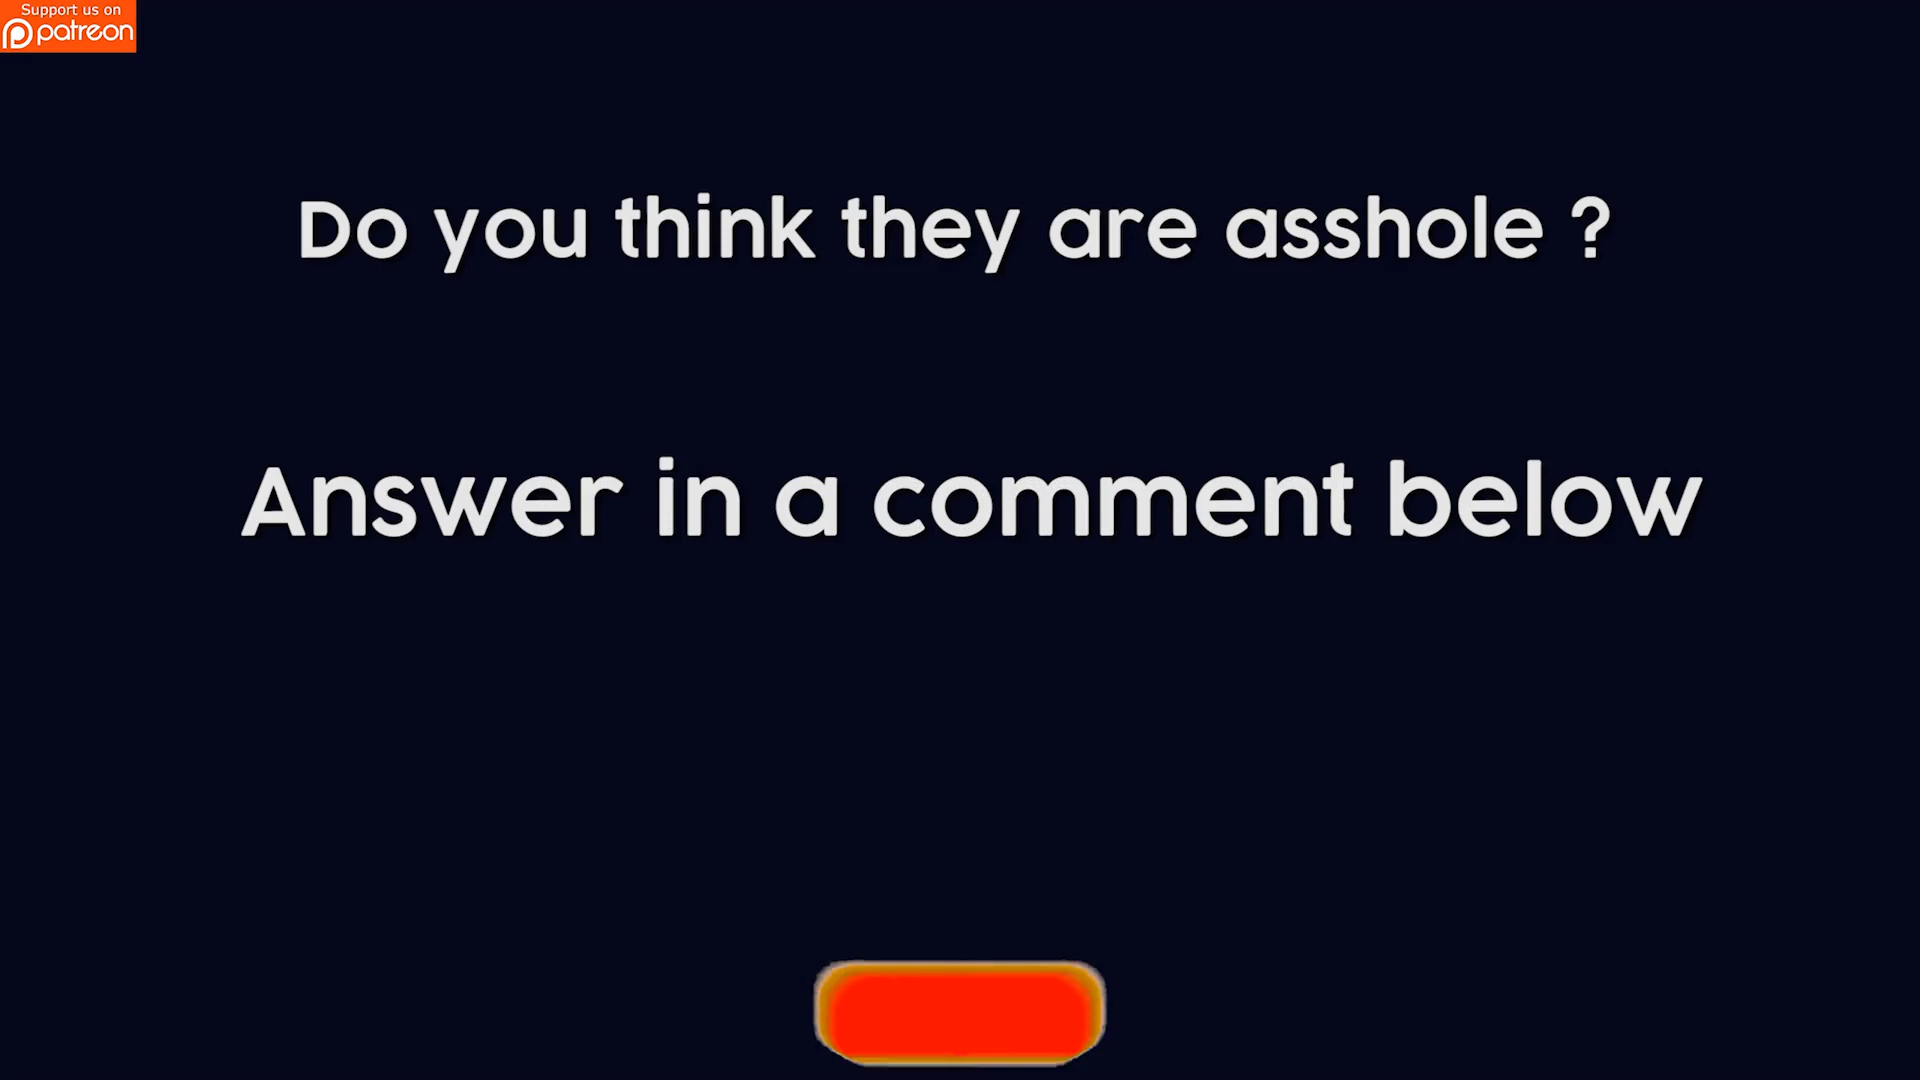 Support us on
patreon
Do you think they are asshole ?
Answer in a comment below